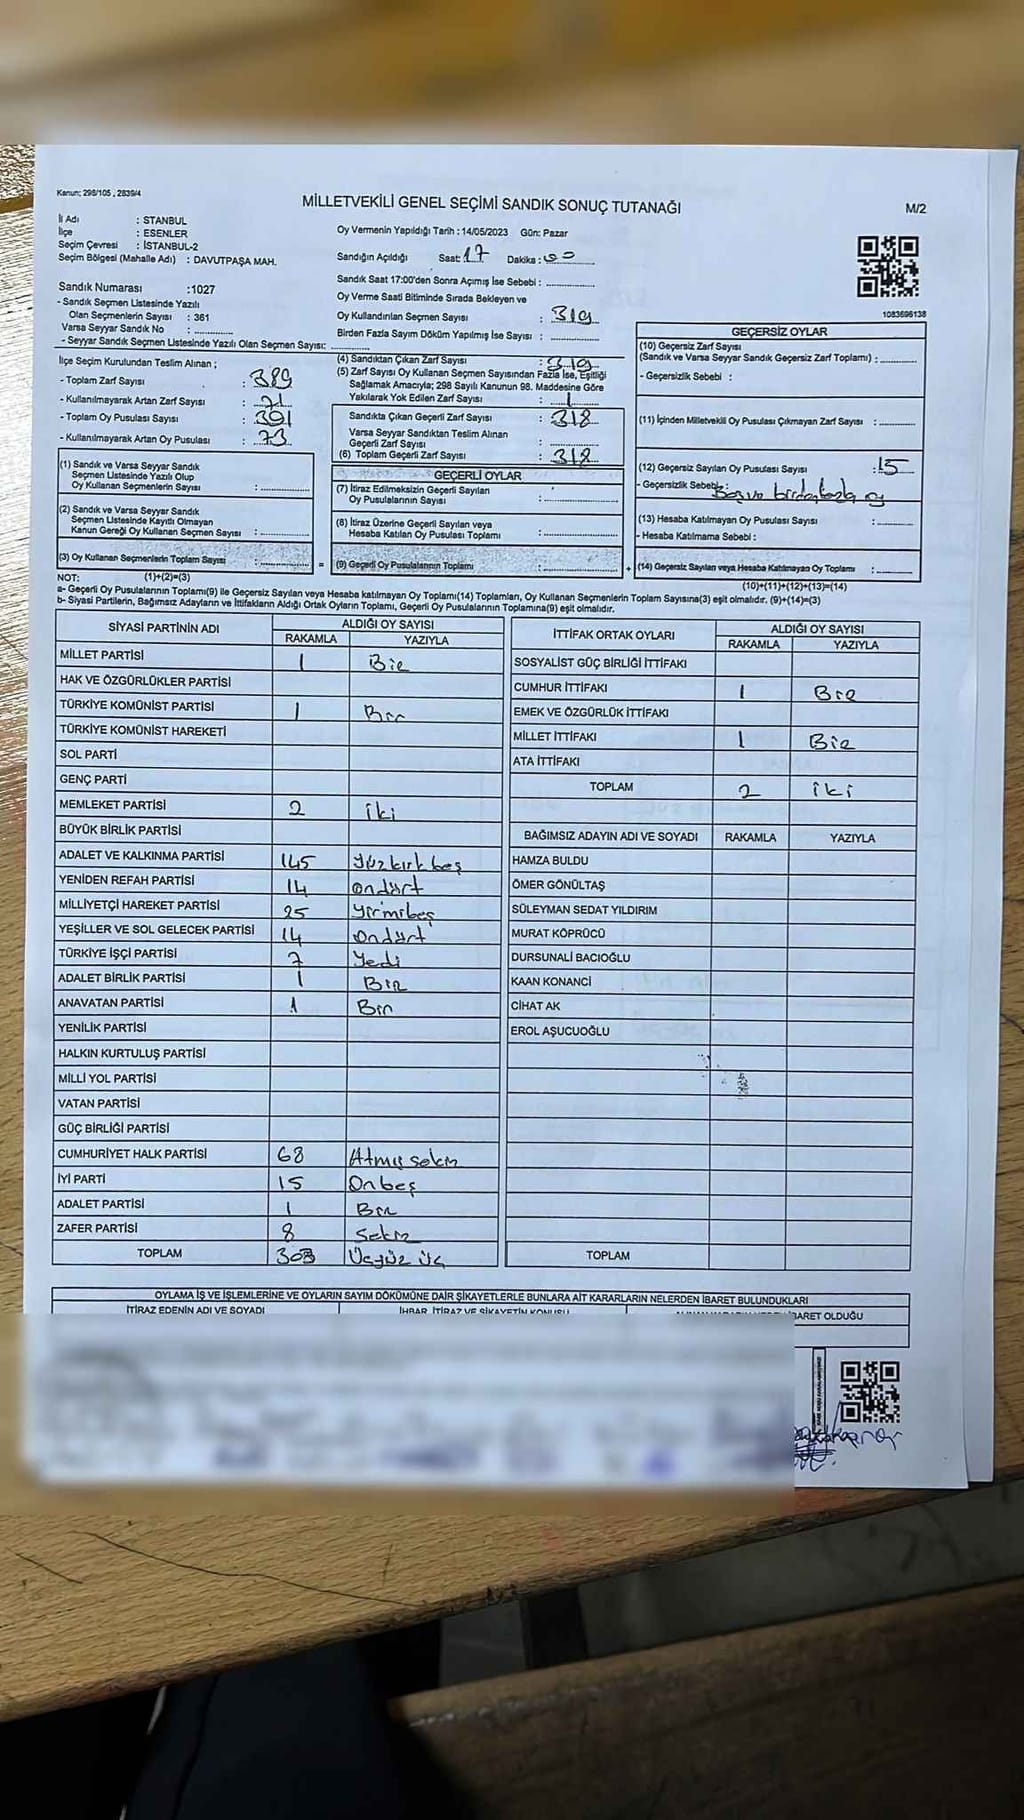 Kanun; 298/105 , 2839/4
MİLLETVEKİLİ GENEL SEÇİMİ SANDIK SONUÇ TUTANAĞI
M/2
İl Adı : STANBUL
İlçe : ESENLER
Seçim Çevresi : İSTANBUL-2
Seçim Bölgesi (Mahalle Adı) : DAVUTPAŞA MAH.
Sandık Numarası :1027
- Sandık Seçmen Listesinde Yazılı
Olan Seçmenlerin Sayısı : 361
Varsa Seyyar Sandık No :
- Seyyar Sandık Seçmen Listesinde Yazılı Olan Seçmen Sayısı:
Oy Vermenin Yapıldığı Tarih : 14/05/2023 Gün: Pazar
Sandığın Açıldığı Saat: 17 Dakika : 00
Sandık Saat 17:00'den Sonra Açımış İse Sebebi :
Oy Verme Saati Bitiminde Sırada Bekleyen ve
Oy Kullandırılan Seçmen Sayısı : 319
Birden Fazla Sayım Döküm Yapılmış İse Sayısı :
1083696138
İlçe Seçim Kurulundan Teslim Alınan ;
- Toplam Zarf Sayısı : 389
- Kullanılmayarak Artan Zarf Sayısı : 71
- Toplam Oy Pusulası Sayısı : 391
- Kullanılmayarak Artan Oy Pusulası : 73
(4) Sandıktan Çıkan Zarf Sayısı : 319
(5) Zarf Sayısı Oy Kullanan Seçmen Sayısından Fazla İse, Eşitliği
Sağlamak Amacıyla; 298 Sayılı Kanunun 98. Maddesine Göre
Yakılarak Yok Edilen Zarf Sayısı : 1
Sandıkta Çıkan Geçerli Zarf Sayısı : 318
Varsa Seyyar Sandıktan Teslim Alınan
Geçerli Zarf Sayısı :
(6) Toplam Geçerli Zarf Sayısı : 318
GEÇERSİZ OYLAR
(10) Geçersiz Zarf Sayısı
(Sandık ve Varsa Seyyar Sandık Geçersiz Zarf Toplamı) :
- Geçersizlik Sebebi :
(11) İçinden Milletvekili Oy Pusulası Çıkmayan Zarf Sayısı :
(12) Geçersiz Sayılan Oy Pusulası Sayısı : 15
- Geçersizlik Sebebi : Boş ve birden fazla oy
(13) Hesaba Katılmayan Oy Pusulası Sayısı :
- Hesaba Katılmama Sebebi :
(14) Geçersiz Sayılan veya Hesaba Katılmayan Oy Toplamı :
(10)+(11)+(12)+(13)=(14)
(1) Sandık ve Varsa Seyyar Sandık
Seçmen Listesinde Yazılı Olup
Oy Kullanan Seçmenlerin Sayısı :
(2) Sandık ve Varsa Seyyar Sandık
Seçmen Listesinde Kayıtlı Olmayan
Kanun Gereği Oy Kullanan Seçmen Sayısı :
(3) Oy Kullanan Seçmenlerin Toplam Sayısı :
GEÇERLİ OYLAR
(7) İtiraz Edilmeksizin Geçerli Sayılan
Oy Pusulalarının Sayısı :
(8) İtiraz Üzerine Geçerli Sayılan veya
Hesaba Katılan Oy Pusulası Toplamı :
(9) Geçerli Oy Pusulalarının Toplamı :
NOT: (1)+(2)=(3)
a- Geçerli Oy Pusulalarının Toplamı(9) ile Geçersiz Sayılan veya Hesaba katılmayan Oy Toplamı(14) Toplamları, Oy Kullanan Seçmenlerin Toplam Sayısına(3) eşit olmalıdır. (9)+(14)=(3)
b- Siyasi Partilerin, Bağımsız Adayların ve İttifakların Aldığı Ortak Oyların Toplamı, Geçerli Oy Pusulalarının Toplamına(9) eşit olmalıdır.
SİYASİ PARTİNİN ADI ALDIĞI OY SAYISI
RAKAMLA YAZIYLA
MİLLET PARTİSİ 1 Bir
HAK VE ÖZGÜRLÜKLER PARTİSİ
TÜRKİYE KOMÜNİST PARTİSİ 1 Bir
TÜRKİYE KOMÜNİST HAREKETİ
SOL PARTİ
GENÇ PARTİ
MEMLEKET PARTİSİ 2 iki
BÜYÜK BİRLİK PARTİSİ
ADALET VE KALKINMA PARTİSİ 145 Yüzkırkbeş
YENİDEN REFAH PARTİSİ 14 ondört
MİLLİYETÇİ HAREKET PARTİSİ 25 yirmibeş
YEŞİLLER VE SOL GELECEK PARTİSİ 14 Ondört
TÜRKİYE İŞÇİ PARTİSİ 7 Yedi
ADALET BİRLİK PARTİSİ 1 Bir
ANAVATAN PARTİSİ 1 Bir
YENİLİK PARTİSİ
HALKIN KURTULUŞ PARTİSİ
MİLLİ YOL PARTİSİ
VATAN PARTİSİ
GÜÇ BİRLİĞİ PARTİSİ
CUMHURİYET HALK PARTİSİ 68 Atmış sekiz
İYİ PARTİ 15 Onbeş
ADALET PARTİSİ 1 Bir
ZAFER PARTİSİ 8 Sekiz
TOPLAM 303 Üçyüz üç
İTTİFAK ORTAK OYLARI ALDIĞI OY SAYISI
RAKAMLA YAZIYLA
SOSYALİST GÜÇ BİRLİĞİ İTTİFAKI
CUMHUR İTTİFAKI 1 Bir
EMEK VE ÖZGÜRLÜK İTTİFAKI
MİLLET İTTİFAKI 1 Bir
ATA İTTİFAKI
TOPLAM 2 iki
BAĞIMSIZ ADAYIN ADI VE SOYADI RAKAMLA YAZIYLA
HAMZA BULDU
ÖMER GÖNÜLTAŞ
SÜLEYMAN SEDAT YILDIRIM
MURAT KÖPRÜCÜ
DURSUNALİ BACIOĞLU
KAAN KONANCİ
CİHAT AK
EROL AŞUCUOĞLU
TOPLAM
OYLAMA İŞ VE İŞLEMLERİNE VE OYLARIN SAYIM DÖKÜMÜNE DAİR ŞİKAYETLERLE BUNLARA AİT KARARLARIN NELERDEN İBARET BULUNDUKLARI
İTİRAZ EDENİN ADI VE SOYADI İHBAR, İTİRAZ VE ŞİKAYETİN KONUSU İBARET OLDUĞU